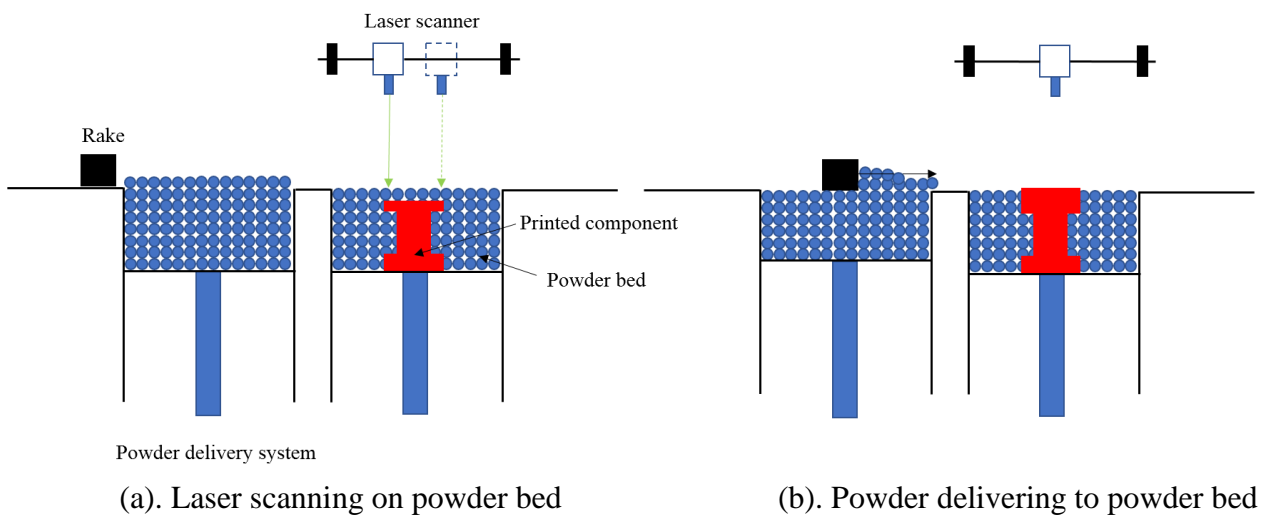 Laser scanner
Rake
Printed component
Powder bed
Powder delivery system
(a). Laser scanning on powder bed
(b). Powder delivering to powder bed